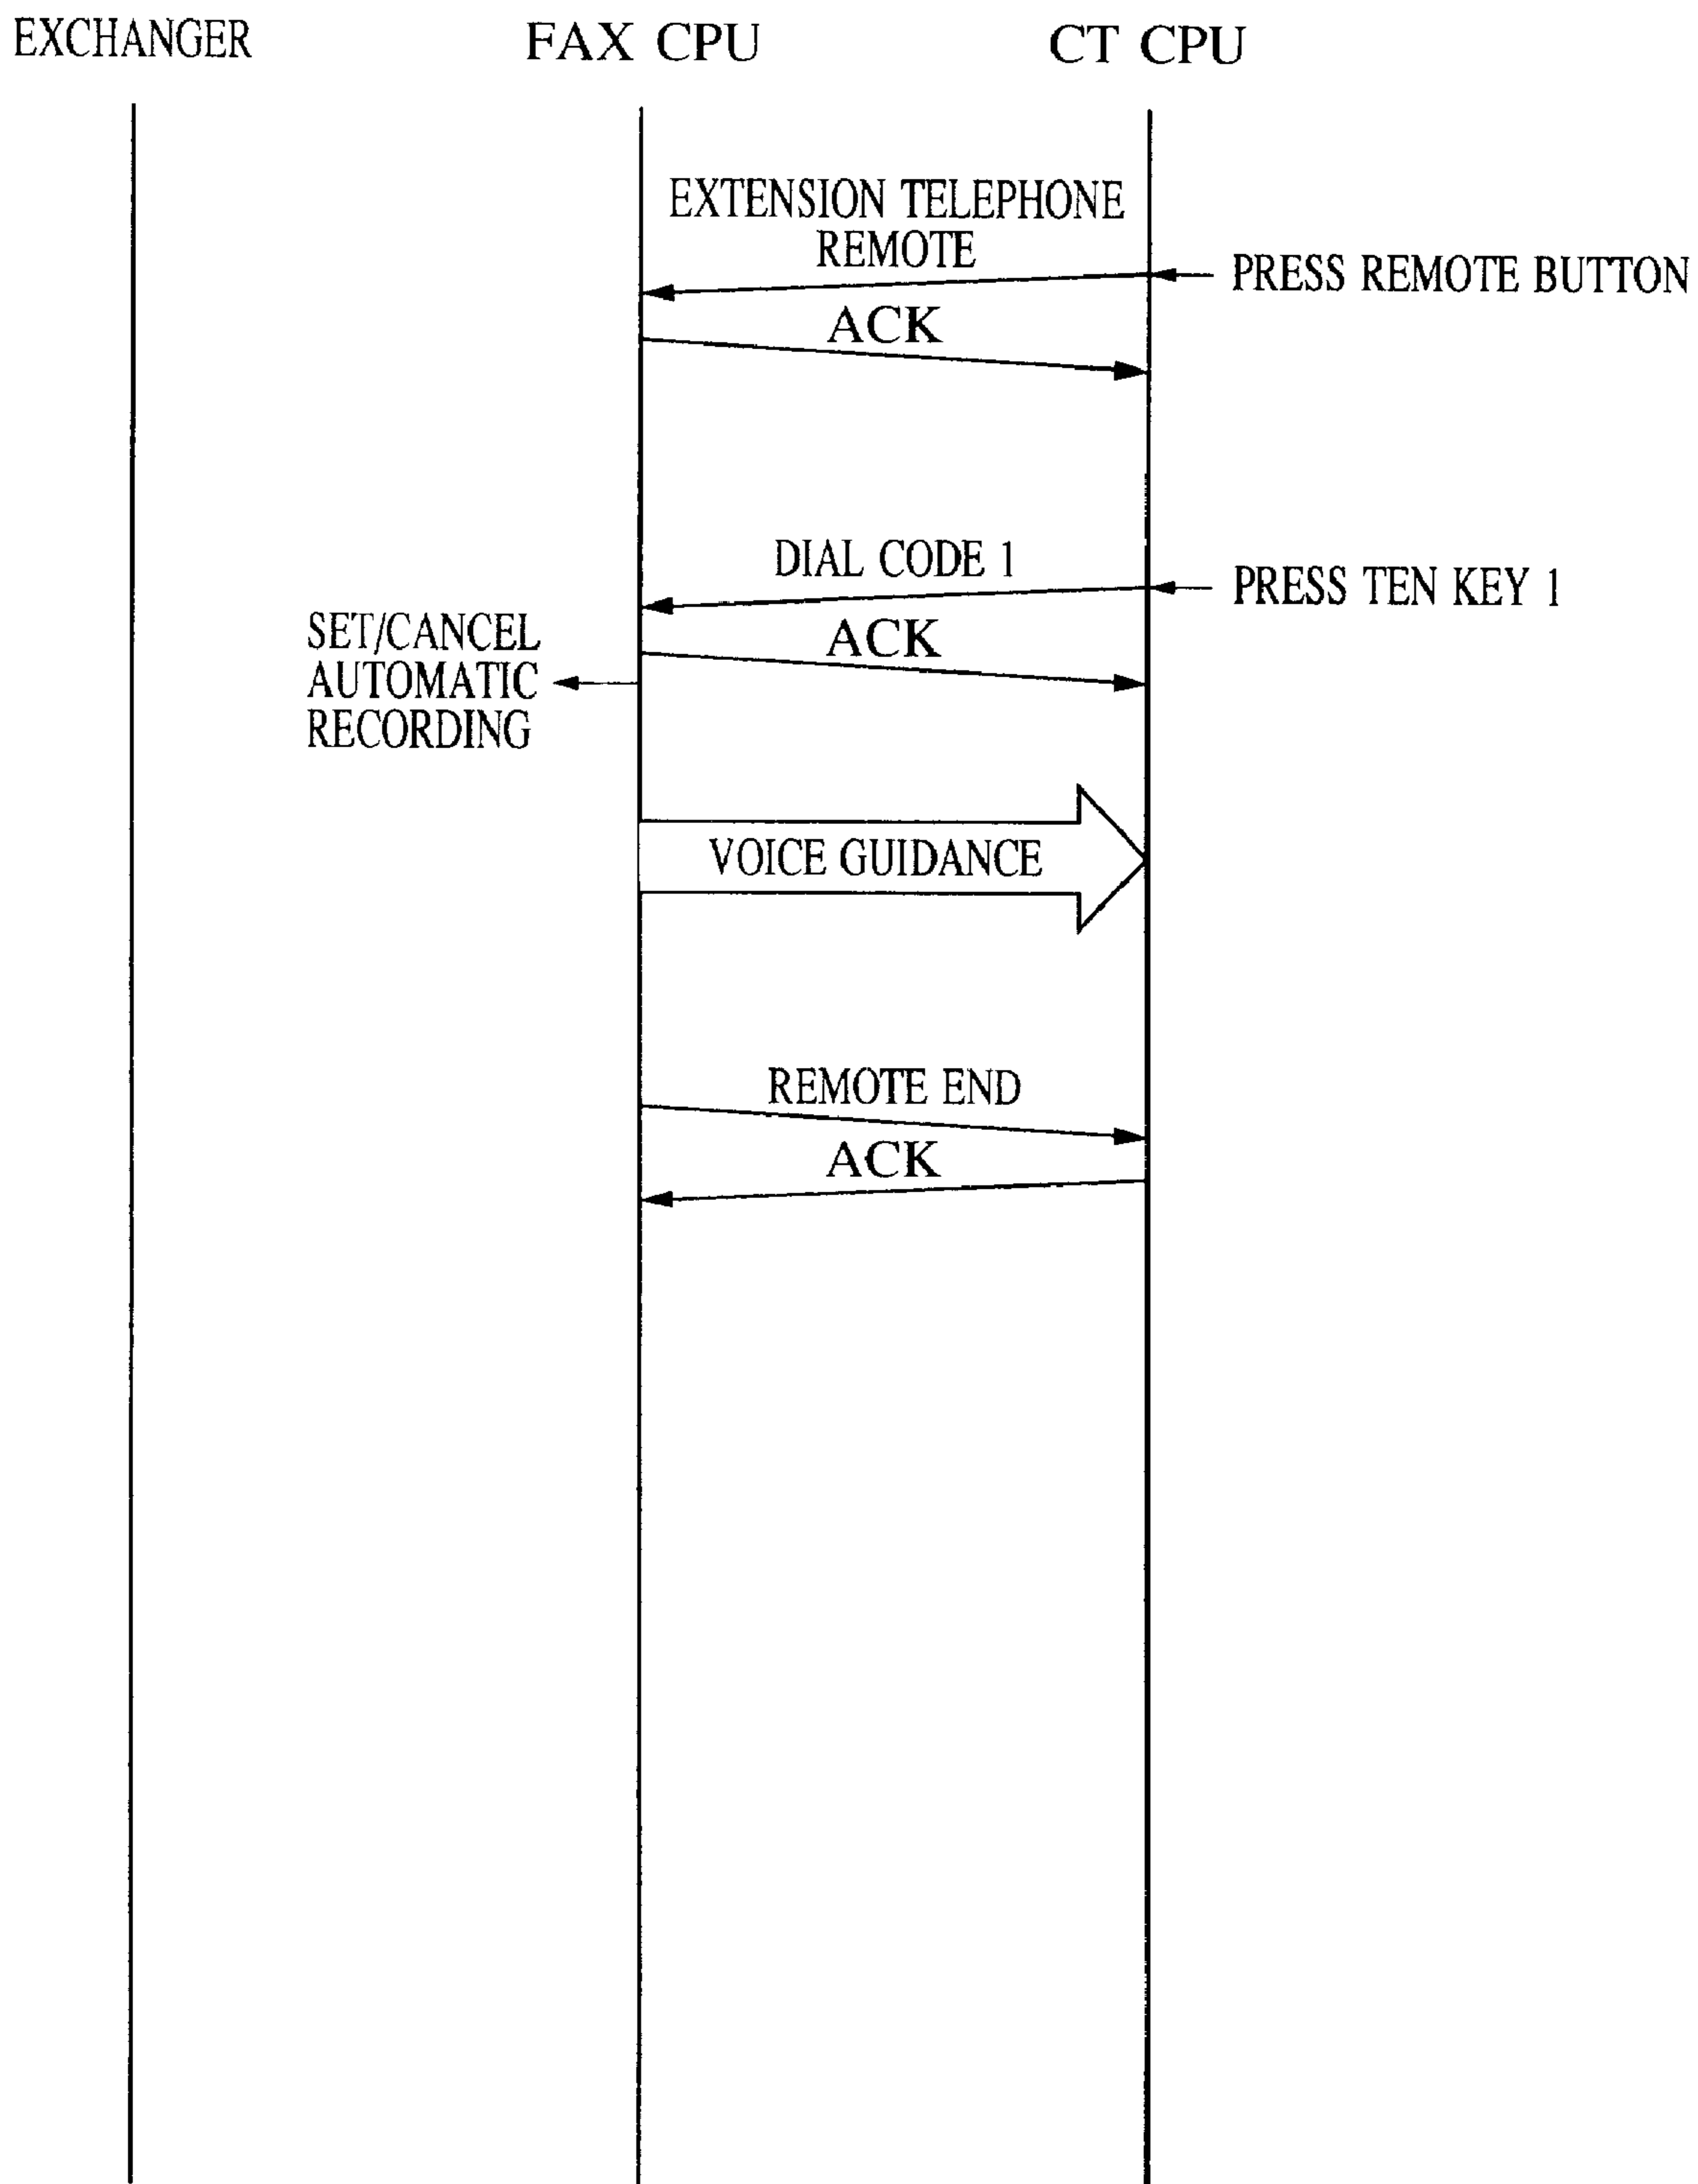 EXCHANGER
FAX CPU
CT CPU
EXTENSION TELEPHONE
REMOTE
PRESS REMOTE BUTTON
ACK
DIAL CODE 1
PRESS TEN KEY 1
ACK
SET/CANCEL
AUTOMATIC
RECORDING
VOICE GUIDANCE
REMOTE END
ACK